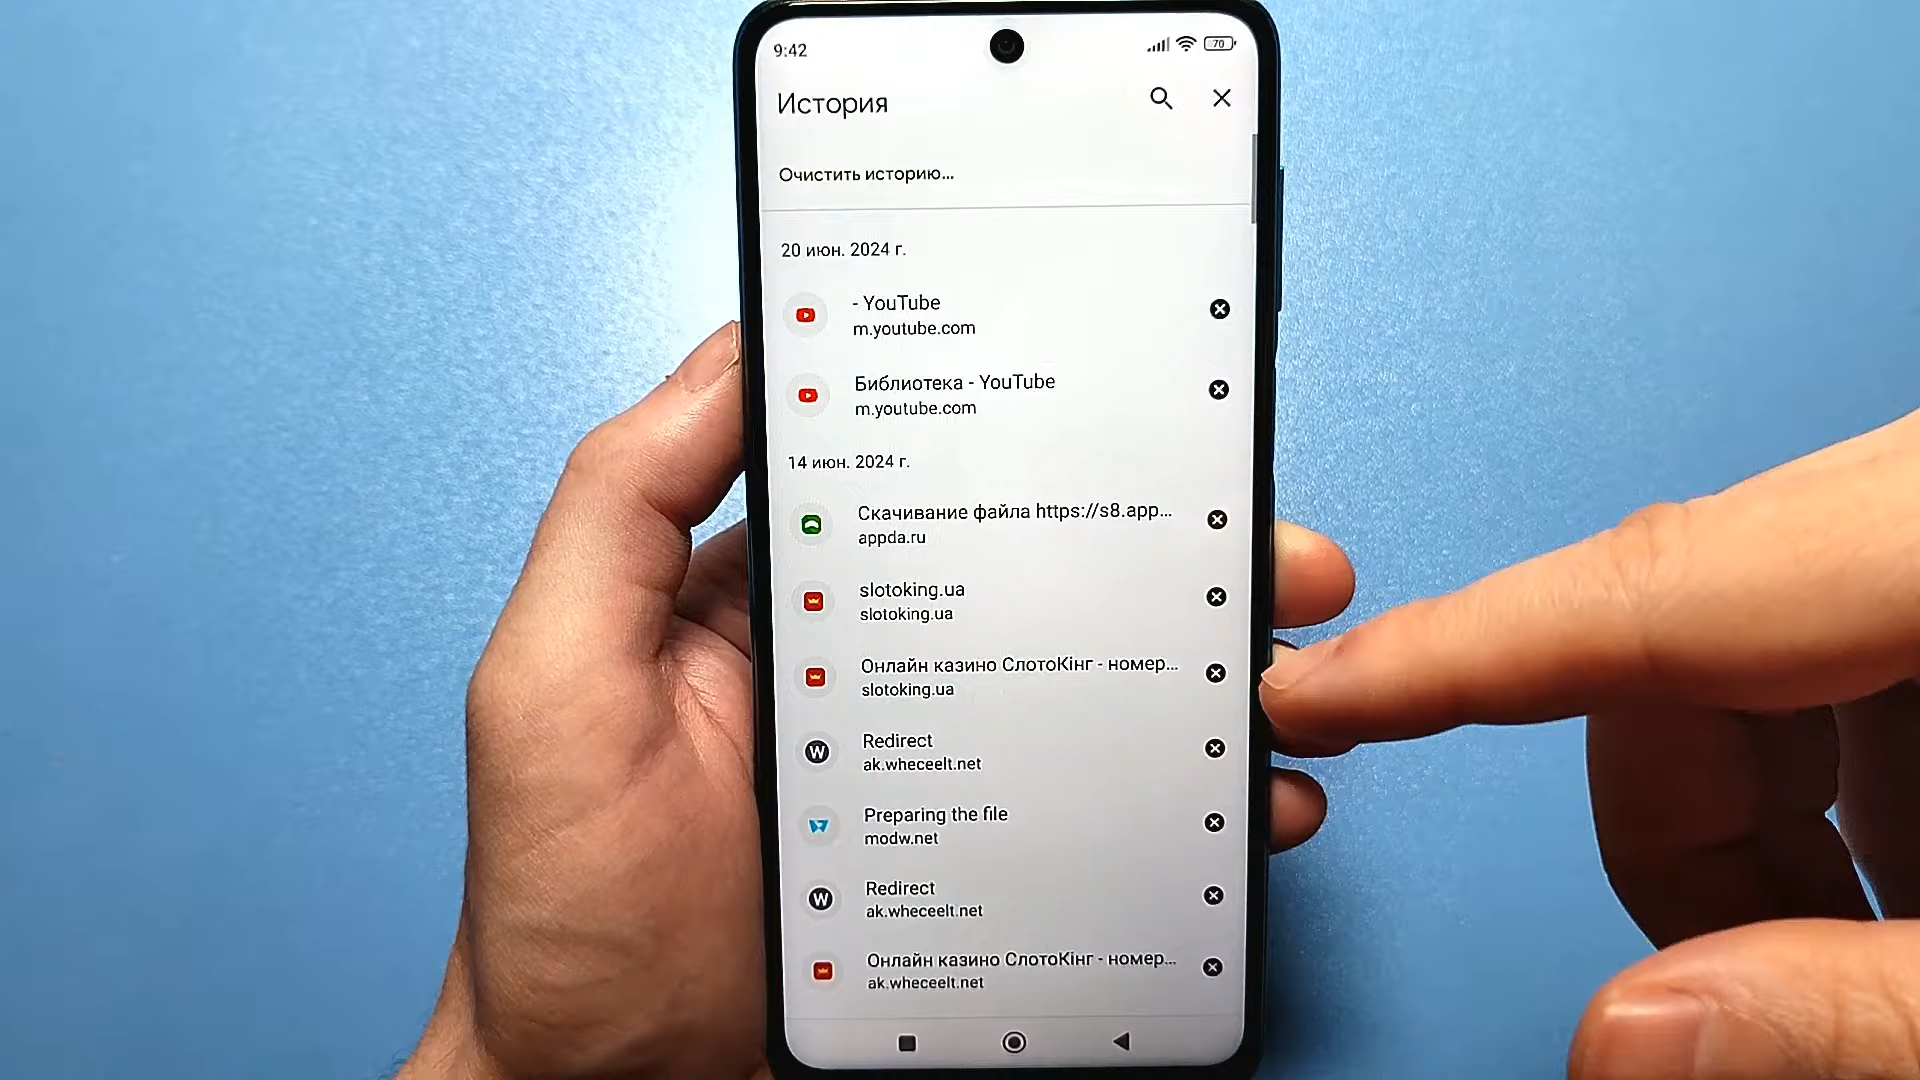 9:42
70
История
Очистить историю...
20 июн. 2024 г.
- YouTube
m.youtube.com
Библиотека - YouTube
m.youtube.com
14 июн. 2024 г.
Скачивание файла https://s8.app...
appda.ru
slotoking.ua
slotoking.ua
Онлайн казино СлотоКінг - номер...
slotoking.ua
W
Redirect
ak.wheceelt.net
Preparing the file
modw.net
W
Redirect
ak.wheceelt.net
Онлайн казино СлотоКінг - номер...
ak.wheceelt.net